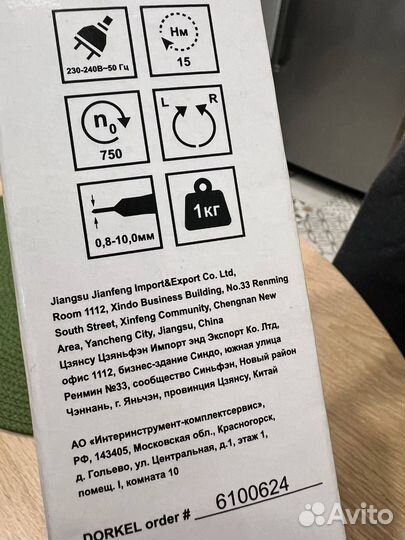 230-240В~50 Гц
Нм
15
n0
750
L R
0,8-10,0мм
1кг
Jiangsu Jianfeng Import&Export Co. Ltd,
Room 1112, Xindo Business Building, No.33 Renming
South Street, Xinfeng Community, Chengnan New
Area, Yancheng City, Jiangsu, China
Цзянсу Цзяньфэн Импорт энд Экспорт Ко. Лтд,
офис 1112, бизнес-здание Синдо, южная улица
Ренмин №33, сообщество Синьфэн, Новый район
Чэннань, г. Яньчэн, провинция Цзянсу, Китай
АО «Интеринструмент-комплектсервис»
РФ, 143405, Московская обл., Красногорск,
д. Гольево, ул. Центральная, д.1, этаж 1,
помещ. I, комната 10
DORKEL order # 6100624
Avito